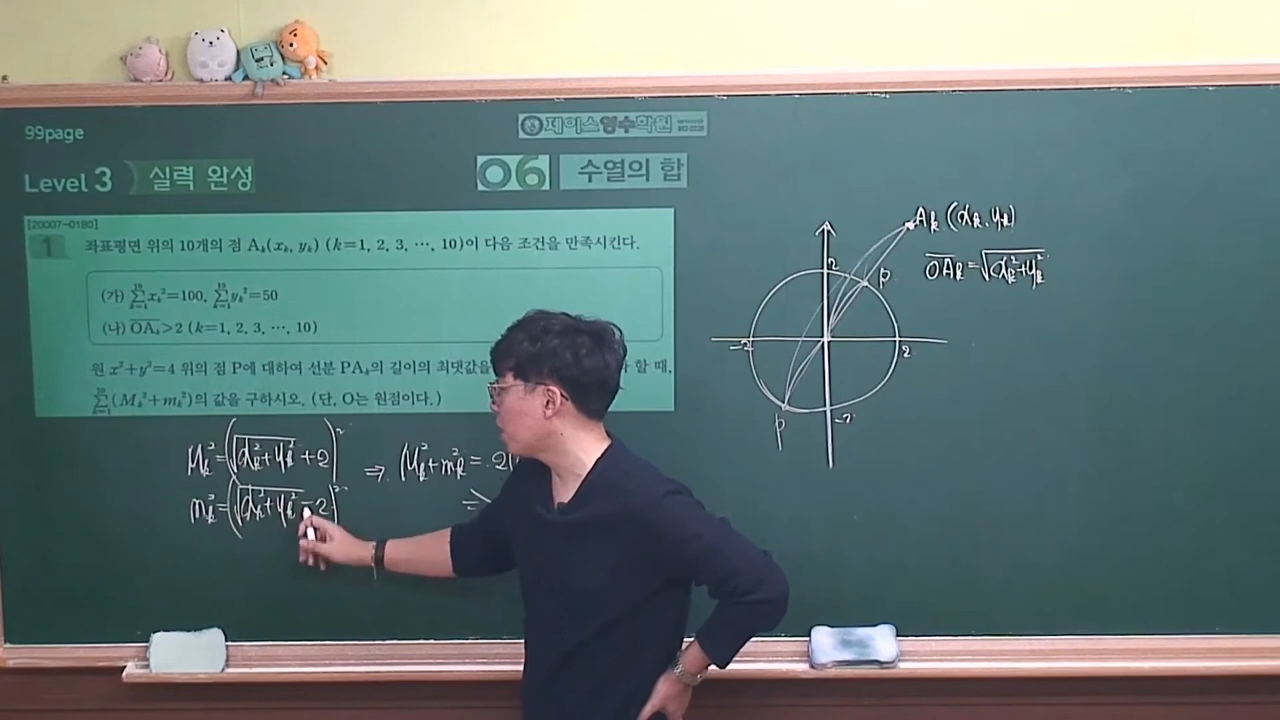 99page
제이스영수학원
Level 3 실력 완성
06 수열의 합
[20007-0180]
1 좌표평면 위의 10개의 점 Aₖ(xₖ, yₖ) (k=1, 2, 3, ⋯, 10)이 다음 조건을 만족시킨다.
(가) ∑ₖ₌₁¹⁰ xₖ²=100, ∑ₖ₌₁¹⁰ yₖ²=50
(나) OAₖ>2 (k=1, 2, 3, ⋯, 10)
원 x²+y²=4 위의 점 P에 대하여 선분 PAₖ의 길이의 최댓값을 할 때,
∑ₖ₌₁¹⁰ (Mₖ²+mₖ²)의 값을 구하시오. (단, O는 원점이다.)
Mₖ²=(√(xₖ²+yₖ²)+2)²
mₖ²=(√(xₖ²+yₖ²)-2)²
⇒ Mₖ²+mₖ²= 2(
Aₖ(xₖ, yₖ)
OAₖ=√(xₖ²+yₖ²)
2
P
-2
2
P
-2